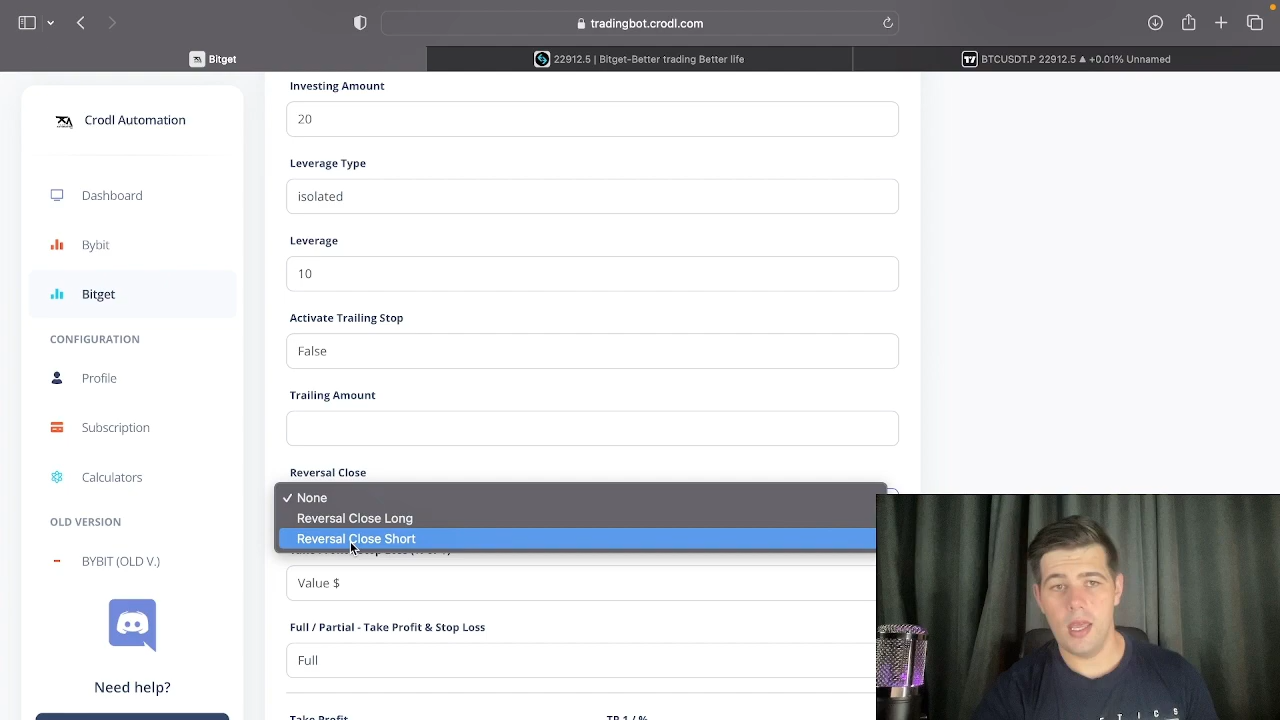 tradingbot.crodl.com
Bitget
22912.5 | Bitget-Better trading Better life
BTCUSDT.P 22912.5 ▲ +0.01% Unnamed
Crodl Automation
Dashboard
Bybit
Bitget
CONFIGURATION
Profile
Subscription
Calculators
OLD VERSION
BYBIT (OLD V.)
Need help?
Investing Amount
20
Leverage Type
isolated
Leverage
10
Activate Trailing Stop
False
Trailing Amount
Reversal Close
✓ None
Reversal Close Long
Reversal Close Short
Value $
Full / Partial - Take Profit & Stop Loss
Full
Take Profit
TP 1 / %